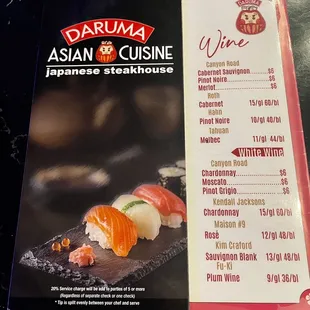 DARUMA
ASIAN CUISINE
japanese steakhouse
20% Service charge will be add to parties of 5 or more
(Regardless of separate check or one check)
* Tip is split evenly between your chef and serve
Wine
Canyon Road
Cabernet Sauvignon $6
Pinot Noire $6
Merlot $6
Roth
Cabernet 15/gl 60/bl
Hahn
Pinot Noire 10/gl 40/bl
Tahuan
Malbec 11/gl 44/bl
White Wine
Canyon Road
Chardonnay $6
Moscato $6
Pinot Grigio $6
Kendall Jacksons
Chardonnay 15/gl 60/bl
Maison #9
Rosè 12/gl 48/bl
Kim Craford
Sauvignon Blank 13/gl 48/bl
Fu-Ki
Plum Wine 9/gl 36/bl